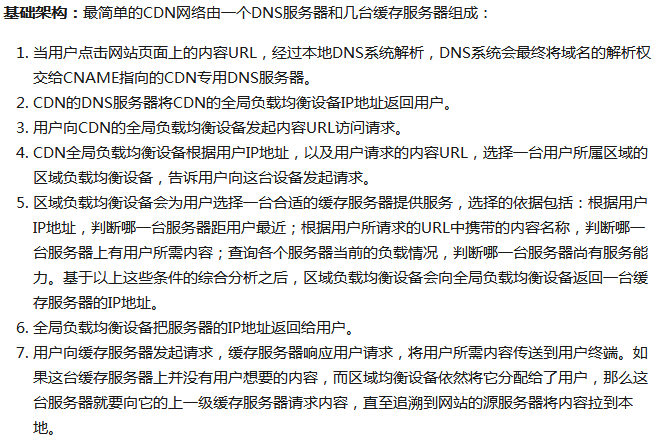 基础架构：最简单的CDN网络由一个DNS服务器和几台缓存服务器组成：
1. 当用户点击网站页面上的内容URL，经过本地DNS系统解析，DNS系统会最终将域名的解析权
交给CNAME指向的CDN专用DNS服务器。
2. CDN的DNS服务器将CDN的全局负载均衡设备IP地址返回用户。
3. 用户向CDN的全局负载均衡设备发起内容URL访问请求。
4. CDN全局负载均衡设备根据用户IP地址，以及用户请求的内容URL，选择一台用户所属区域的
区域负载均衡设备，告诉用户向这台设备发起请求。
5. 区域负载均衡设备会为用户选择一台合适的缓存服务器提供服务，选择的依据包括：根据用户
IP地址，判断哪一台服务器距用户最近；根据用户所请求的URL中携带的内容名称，判断哪一
台服务器上有用户所需内容；查询各个服务器当前的负载情况，判断哪一台服务器尚有服务能
力。基于以上这些条件的综合分析之后，区域负载均衡设备会向全局负载均衡设备返回一台缓
存服务器的IP地址。
6. 全局负载均衡设备把服务器的IP地址返回给用户。
7. 用户向缓存服务器发起请求，缓存服务器响应用户请求，将用户所需内容传送到用户终端。如
果这台缓存服务器上并没有用户想要的内容，而区域均衡设备依然将它分配给了用户，那么这
台服务器就要向它的上一级缓存服务器请求内容，直至追溯到网站的源服务器将内容拉到本
地。